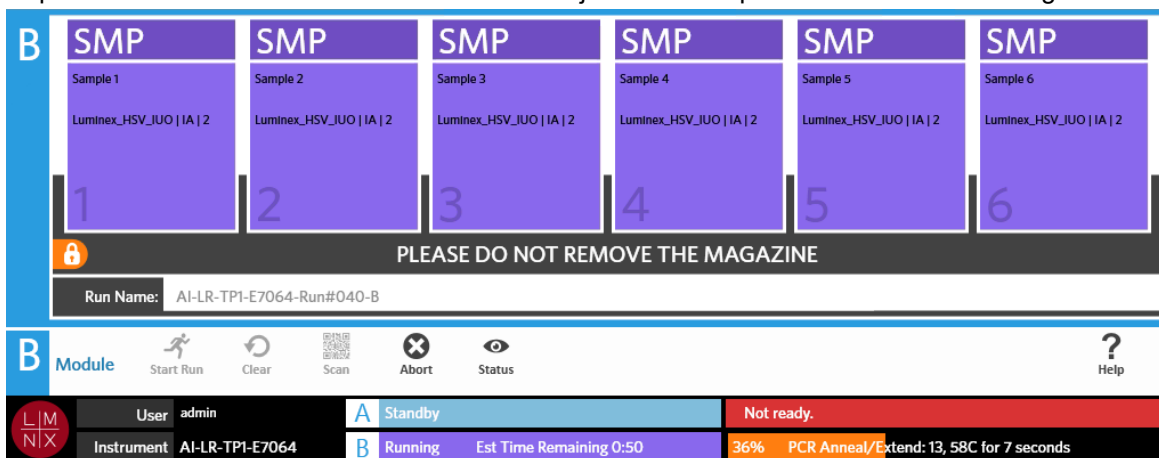 B
SMP SMP SMP SMP SMP SMP
Sample 1 Sample 2 Sample 3 Sample 4 Sample 5 Sample 6
Luminex_HSV_IUO | IA | 2 Luminex_HSV_IUO | IA | 2 Luminex_HSV_IUO | IA | 2 Luminex_HSV_IUO | IA | 2 Luminex_HSV_IUO | IA | 2 Luminex_HSV_IUO | IA | 2
1 2 3 4 5 6
PLEASE DO NOT REMOVE THE MAGAZINE
Run Name: AI-LR-TP1-E7064-Run#040-B
B Module Start Run Clear Scan Abort Status ? Help
LM NX User admin A Standby Not ready.
Instrument AI-LR-TP1-E7064 B Running Est Time Remaining 0:50 36% PCR Anneal/Extend: 13, 58C for 7 seconds